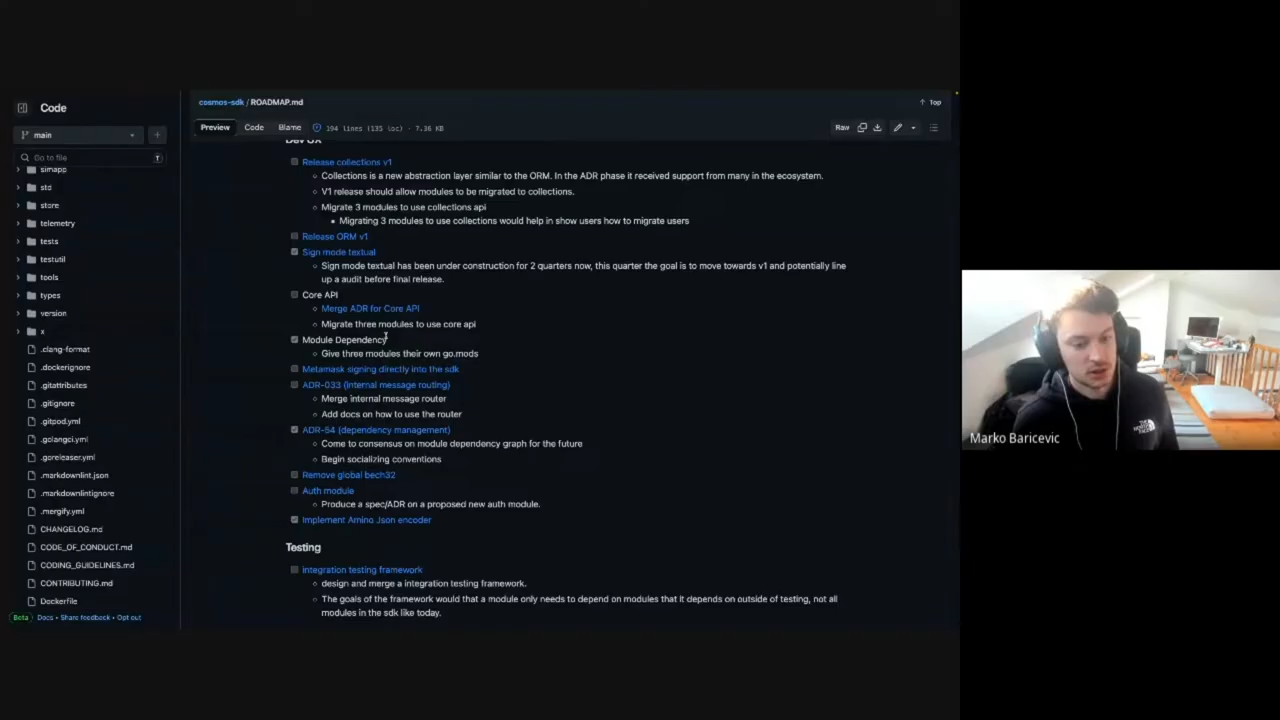 Code
main
Go to file
T
simapp
std
store
telemetry
tests
testutil
tools
types
version
x
.clang-format
.dockerignore
.gitattributes
.gitignore
.gitpod.yml
.golangci.yml
.goreleaser.yml
.markdownlint.json
.markdownlintignore
.mergify.yml
CHANGELOG.md
CODE_OF_CONDUCT.md
CODING_GUIDELINES.md
CONTRIBUTING.md
Dockerfile
Beta Docs • Share feedback • Opt out
cosmos-sdk / ROADMAP.md
Top
Preview Code Blame 194 lines (135 loc) · 7.36 KB
Raw
Dev UX
Release collections v1
Collections is a new abstraction layer similar to the ORM. In the ADR phase it received support from many in the ecosystem.
V1 release should allow modules to be migrated to collections.
Migrate 3 modules to use collections api
Migrating 3 modules to use collections would help in show users how to migrate users
Release ORM v1
Sign mode textual
Sign mode textual has been under construction for 2 quarters now, this quarter the goal is to move towards v1 and potentially line
up a audit before final release.
Core API
Merge ADR for Core API
Migrate three modules to use core api
Module Dependency
Give three modules their own go.mods
Metamask signing directly into the sdk
ADR-033 (internal message routing)
Merge internal message router
Add docs on how to use the router
ADR-54 (dependency management)
Come to consensus on module dependency graph for the future
Begin socializing conventions
Remove global bech32
Auth module
Produce a spec/ADR on a proposed new auth module.
Implement Amino Json encoder
Testing
Integration testing framework
design and merge a integration testing framework.
The goals of the framework would that a module only needs to depend on modules that it depends on outside of testing, not all
modules in the sdk like today.
THE NORTH FACE
Marko Baricevic